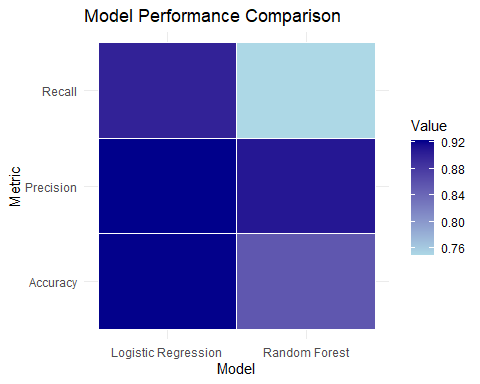 Model Performance Comparison
Recall
Precision
Accuracy
Metric
Logistic Regression
Random Forest
Model
Value
0.92
0.88
0.84
0.80
0.76